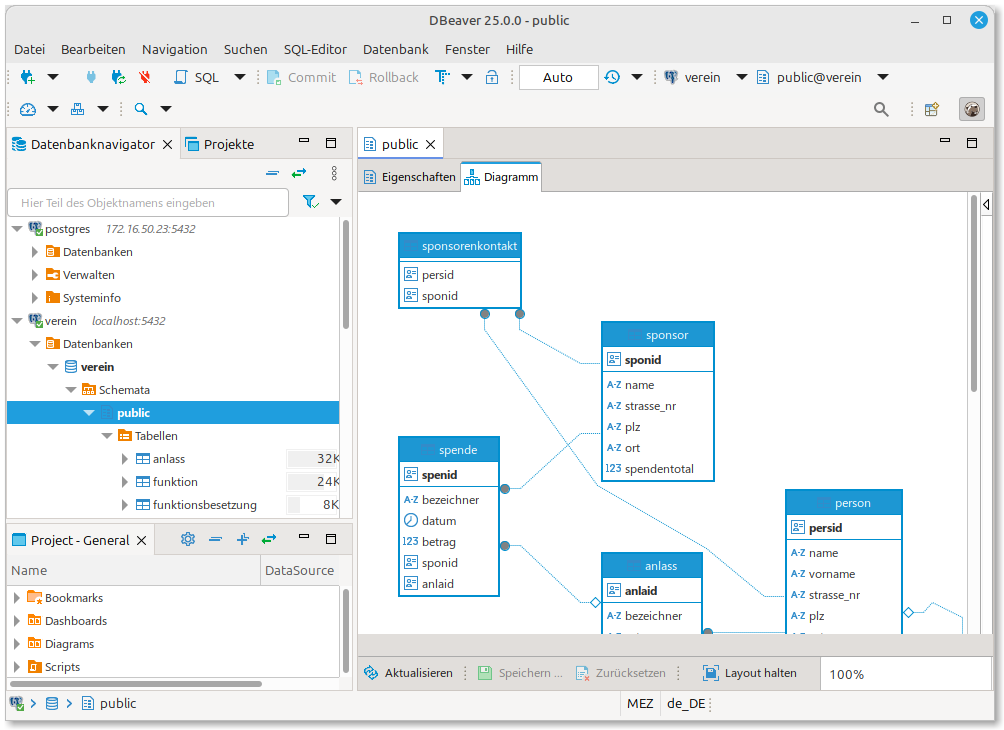 DBeaver 25.0.0 - public
Datei Bearbeiten Navigation Suchen SQL-Editor Datenbank Fenster Hilfe
SQL Commit Rollback Auto verein public@verein
Datenbanknavigator Projekte
Hier Teil des Objektnamens eingeben
postgres 172.16.50.23:5432
Datenbanken
Verwalten
Systeminfo
verein localhost:5432
Datenbanken
verein
Schemata
public
Tabellen
anlass 32K
funktion 24K
funktionsbesetzung 8K
Project - General
Name DataSource
Bookmarks
Dashboards
Diagrams
Scripts
public
Eigenschaften Diagramm
sponsorenkontakt
persid
sponid
sponsor
sponid
A-Z name
A-Z strasse_nr
A-Z plz
A-Z ort
123 spendentotal
spende
spenid
A-Z bezeichner
datum
123 betrag
sponid
anlaid
anlass
anlaid
A-Z bezeichner
person
persid
A-Z name
A-Z vorname
A-Z strasse_nr
A-Z plz
Aktualisieren Speichern ... Zurücksetzen Layout halten 100%
public MEZ de_DE